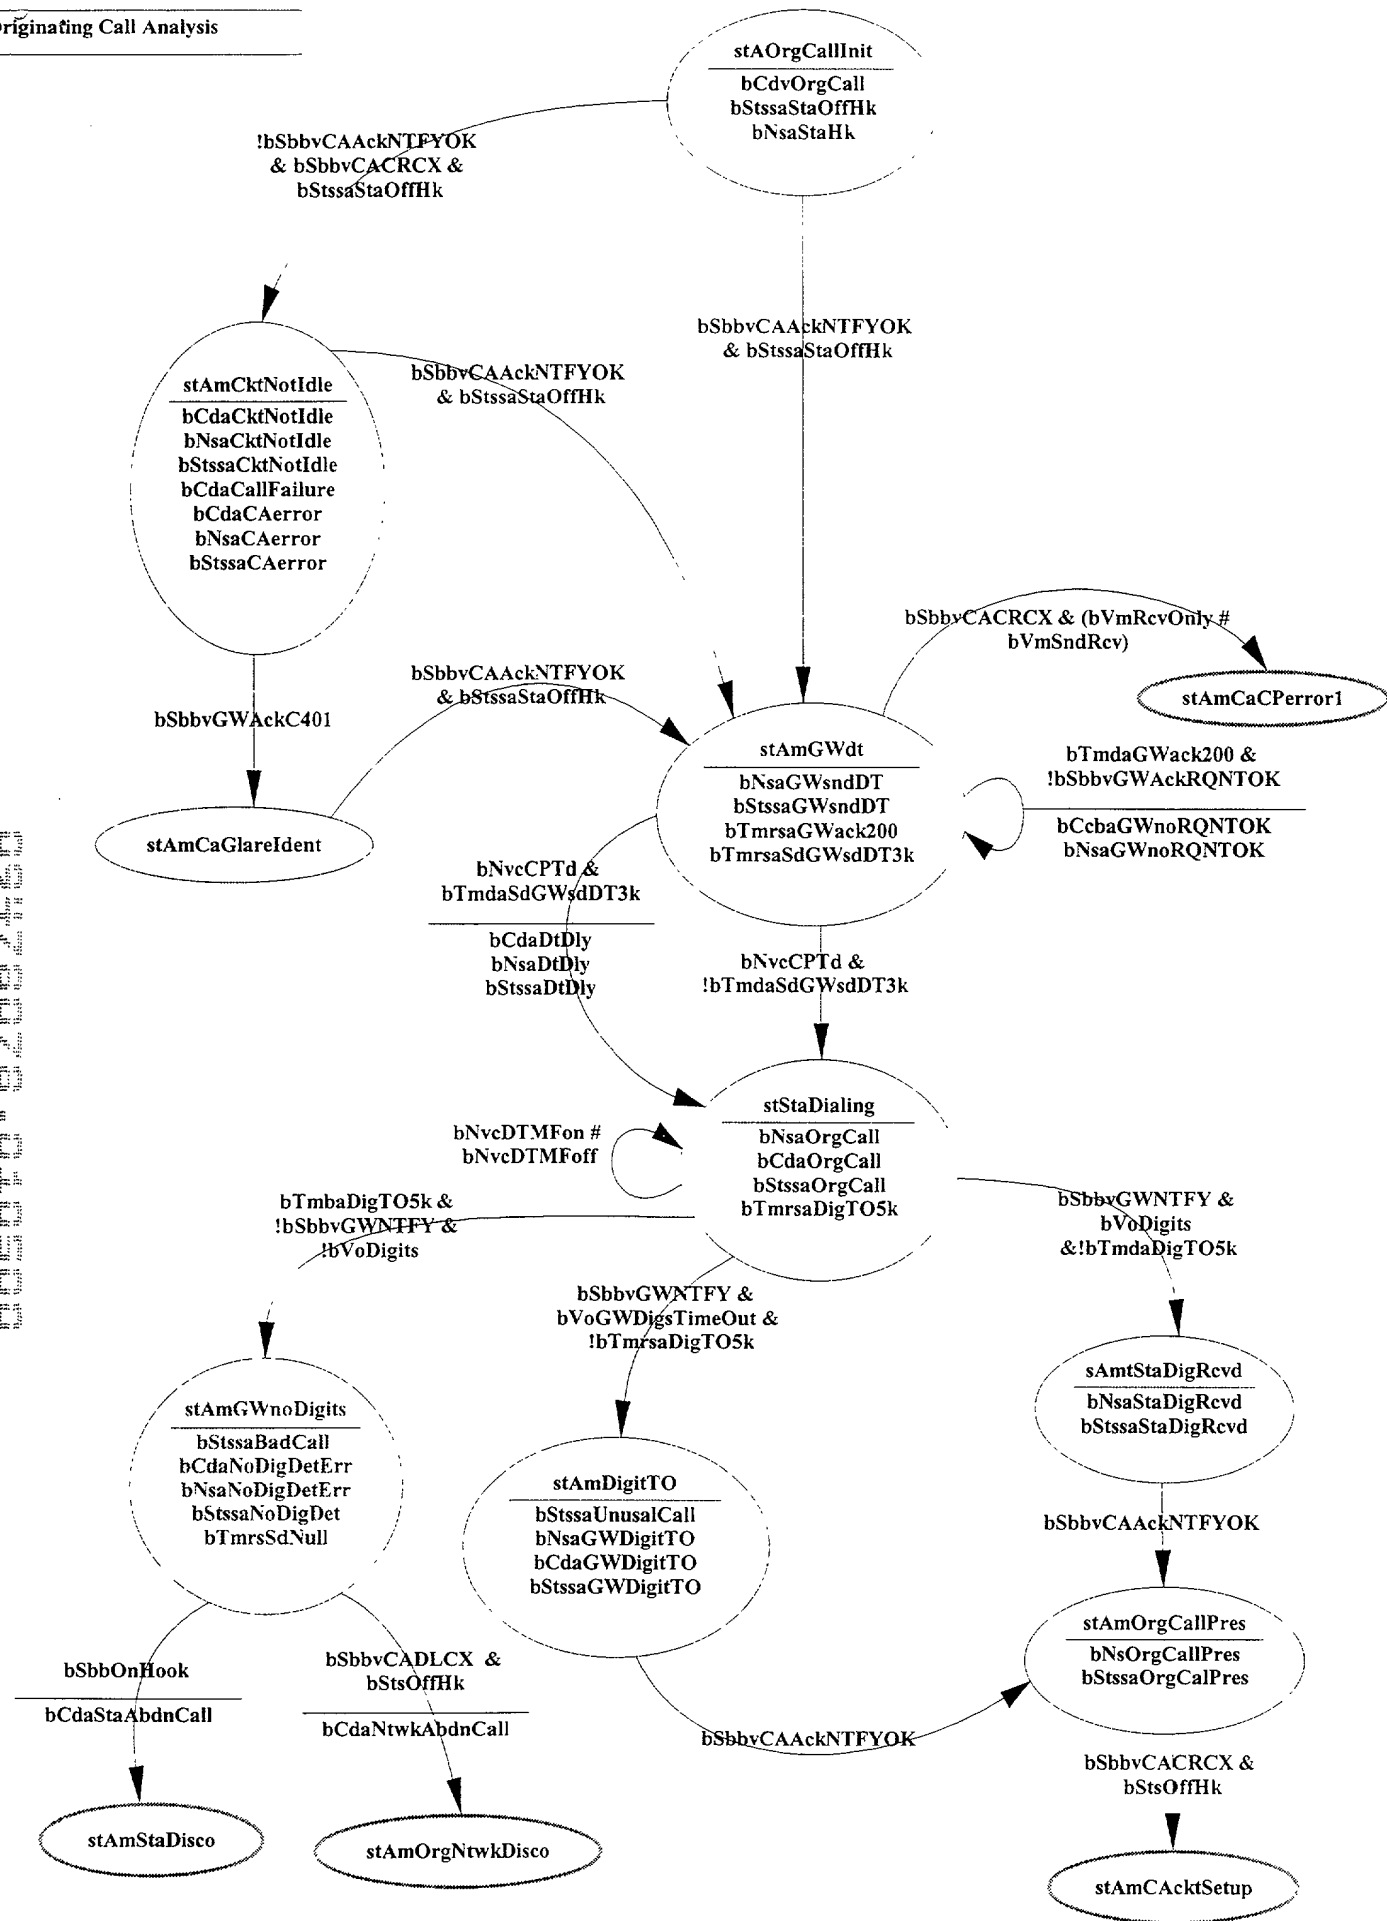 Originating Call Analysis
stAOrgCallInit
bCdvOrgCall
bStssaStaOffHk
bNsaStaHk
!bSbbvCAAckNTFYOK
& bSbbvCACRCX &
bStssaStaOffHk
bSbbvCAAckNTFYOK
& bStssaStaOffHk
stAmCktNotIdle
bCdaCktNotIdle
bNsaCktNotIdle
bStssaCktNotIdle
bCdaCallFailure
bCdaCAerror
bNsaCAerror
bStssaCAerror
bSbbvCAAckNTFYOK
& bStssaStaOffHk
bSbbvCACRCX & (bVmRcvOnly #
bVmSndRcv)
stAmCaCPerror1
bSbbvGWAckC401
bSbbvCAAckNTFYOK
& bStssaStaOffHk
stAmCaGlareIdent
stAmGWdt
bNsaGWsndDT
bStssaGWsndDT
bTmrsaGWack200
bTmrsaSdGWsdDT3k
bTmdaGWack200 &
!bSbbvGWAckRQNTOK
bCcbaGWnoRQNTOK
bNsaGWnoRQNTOK
bNvcCPTd &
bTmdaSdGWsdDT3k
bCdaDtDly
bNsaDtDly
bStssaDtDly
bNvcCPTd &
!bTmdaSdGWsdDT3k
stStaDialing
bNsaOrgCall
bCdaOrgCall
bStssaOrgCall
bTmrsaDigTO5k
bNvcDTMFon #
bNvcDTMFoff
bTmbaDigTO5k &
!bSbbvGWNTFY &
!bVoDigits
bSbbvGWNTFY &
bVoGWDigsTimeOut &
!bTmrsaDigTO5k
bSbbvGWNTFY &
bVoDigits
&!bTmdaDigTO5k
stAmGWnoDigits
bStssaBadCall
bCdaNoDigDetErr
bNsaNoDigDetErr
bStssaNoDigDet
bTmrsSdNull
stAmDigitTO
bStssaUnusalCall
bNsaGWDigitTO
bCdaGWDigitTO
bStssaGWDigitTO
sAmtStaDigRcvd
bNsaStaDigRcvd
bStssaStaDigRcvd
bSbbvCAAckNTFYOK
stAmOrgCallPres
bNsOrgCallPres
bStssaOrgCalPres
bSbbOnHook
bCdaStaAbdnCall
bSbbvCADLCX &
bStsOffHk
bCdaNtwkAbdnCall
bSbbvCAAckNTFYOK
bSbbvCACRCX &
bStsOffHk
stAmStaDisco
stAmOrgNtwkDisco
stAmCAcktSetup